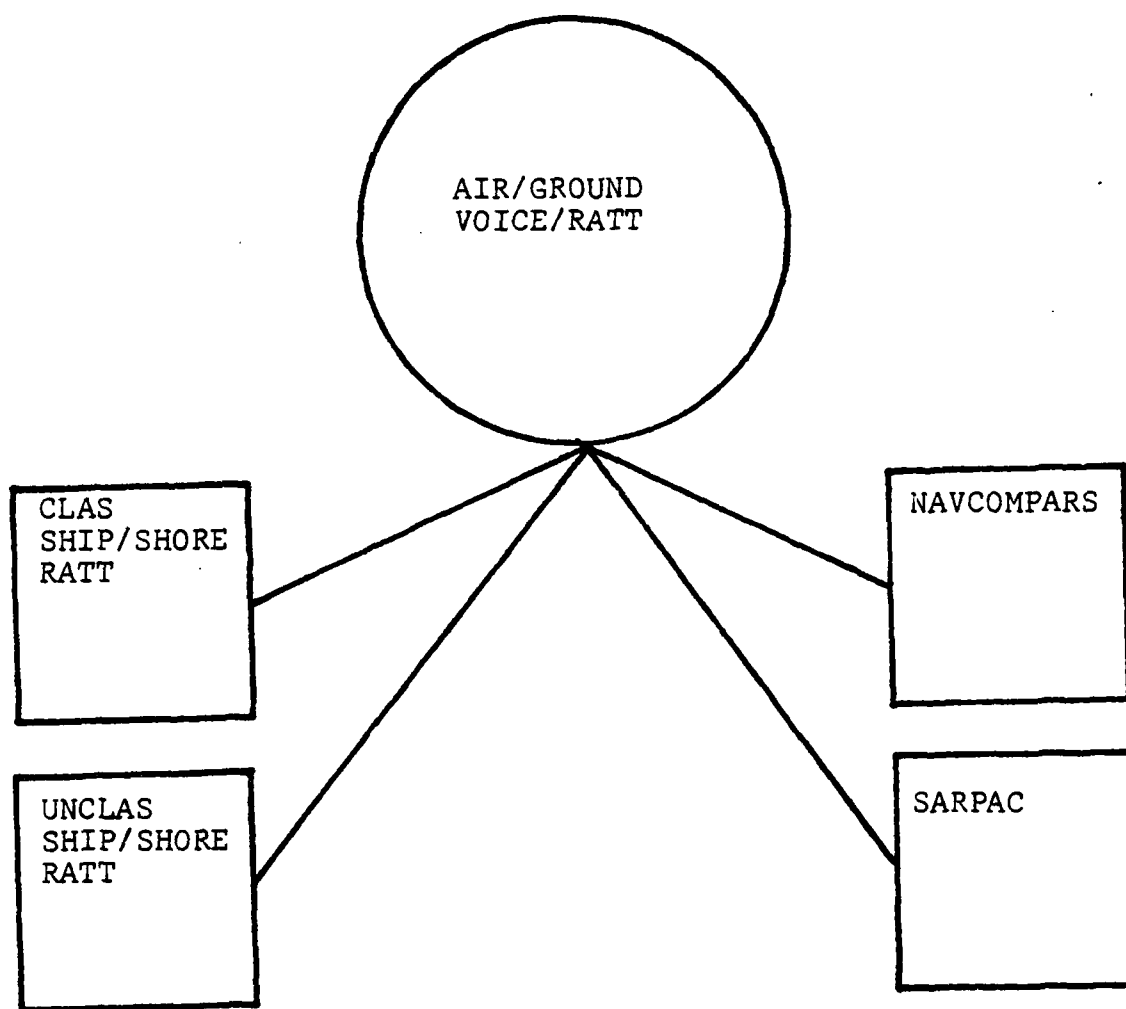 AIR/GROUND
VOICE/RATT
CLAS
SHIP/SHORE
RATT
NAVCOMPARS
UNCLAS
SHIP/SHORE
RATT
SARPAC